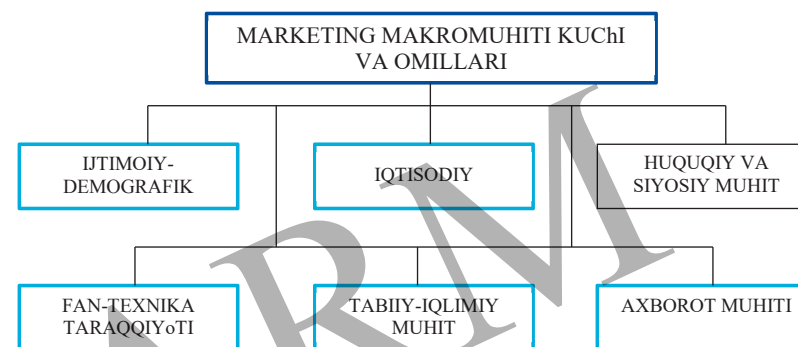 MARKETING MAKROMUHITI KUChI
VA OMILLARI
IJTIMOIY-
DEMOGRAFIK
IQTISODIY
HUQUQIY VA
SIYOSIY MUHIT
FAN-TEXNIKA
TARAQQIYoTI
TABIIY-IQLIMIY
MUHIT
AXBOROT MUHITI
ARM